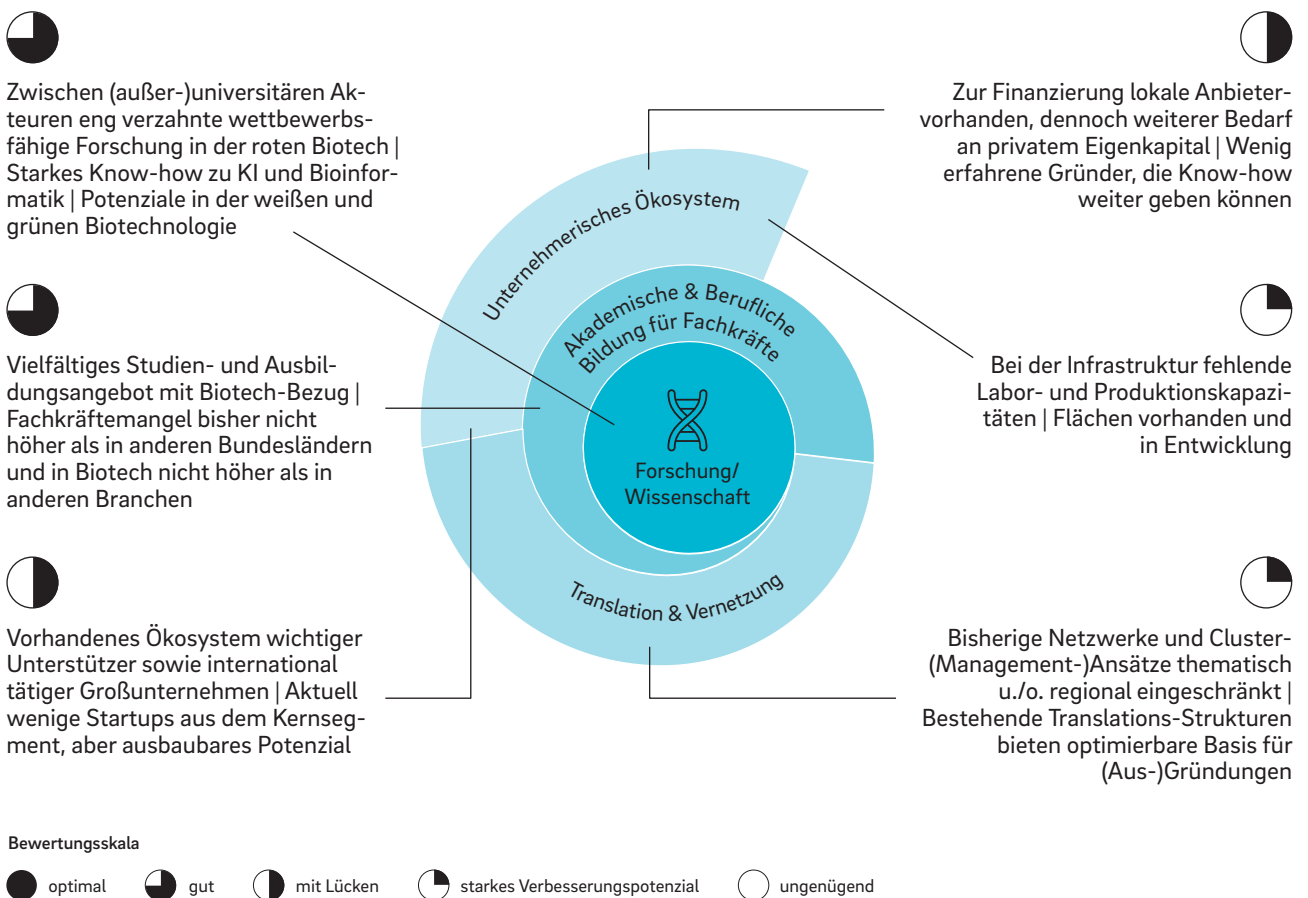 Zwischen (außer-)universitären Ak-
teuren eng verzahnte wettbewerbs-
fähige Forschung in der roten Biotech |
Starkes Know-how zu KI und Bioinfor-
matik | Potenziale in der weißen und
grünen Biotechnologie
Vielfältiges Studien- und Ausbil-
dungsangebot mit Biotech-Bezug |
Fachkräftemangel bisher nicht
höher als in anderen Bundesländern
und in Biotech nicht höher als in
anderen Branchen
Vorhandenes Ökosystem wichtiger
Unterstützer sowie international
tätiger Großunternehmen | Aktuell
wenige Startups aus dem Kernseg-
ment, aber ausbaubares Potenzial
Unternehmerisches Ökosystem
Akademische & Berufliche
Bildung für Fachkräfte
Forschung/
Wissenschaft
Translation & Vernetzung
Zur Finanzierung lokale Anbieter-
vorhanden, dennoch weiterer Bedarf
an privatem Eigenkapital | Wenig
erfahrene Gründer, die Know-how
weiter geben können
Bei der Infrastruktur fehlende
Labor- und Produktionskapazi-
täten | Flächen vorhanden und
in Entwicklung
Bisherige Netzwerke und Cluster-
(Management-)Ansätze thematisch
u./o. regional eingeschränkt |
Bestehende Translations-Strukturen
bieten optimierbare Basis für
(Aus-)Gründungen
Bewertungsskala
optimal gut mit Lücken starkes Verbesserungspotenzial ungenügend